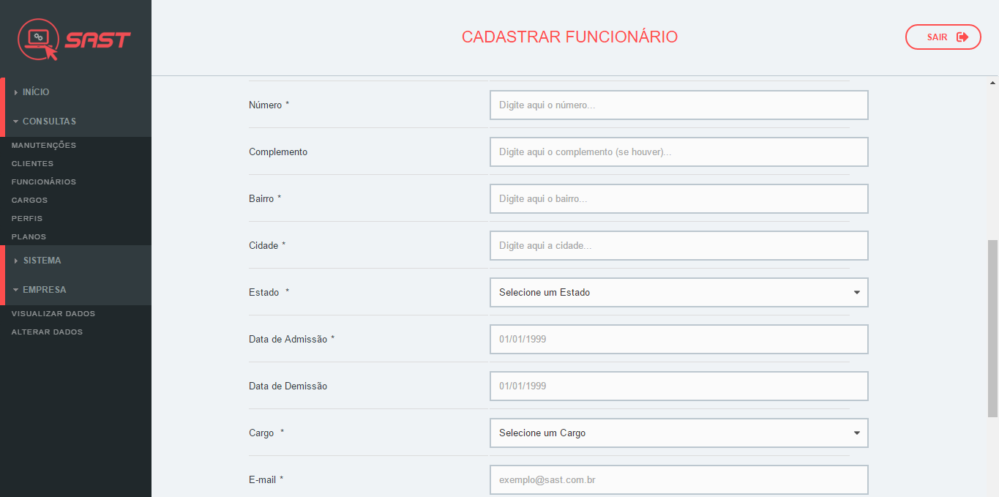 SAST
CADASTRAR FUNCIONÁRIO
SAIR
INÍCIO
CONSULTAS
MANUTENÇÕES
CLIENTES
FUNCIONÁRIOS
CARGOS
PERFIS
PLANOS
SISTEMA
EMPRESA
VISUALIZAR DADOS
ALTERAR DADOS
Número * Digite aqui o número...
Complemento Digite aqui o complemento (se houver)...
Bairro * Digite aqui o bairro...
Cidade * Digite aqui a cidade...
Estado * Selecione um Estado
Data de Admissão * 01/01/1999
Data de Demissão 01/01/1999
Cargo * Selecione um Cargo
E-mail * exemplo@sast.com.br